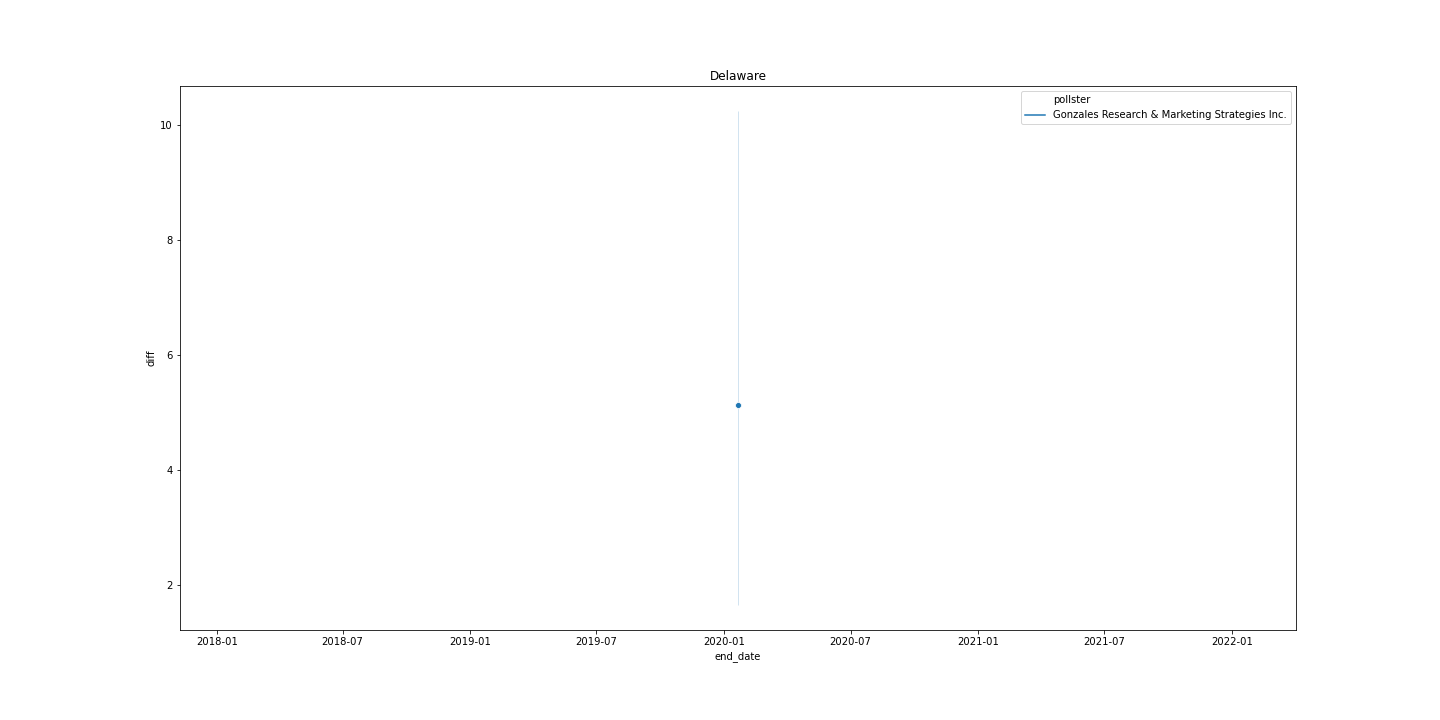 Delaware
pollster
Gonzales Research & Marketing Strategies Inc.
10
8
6
4
2
diff
2018-01 2018-07 2019-01 2019-07 2020-01 2020-07 2021-01 2021-07 2022-01
end_date